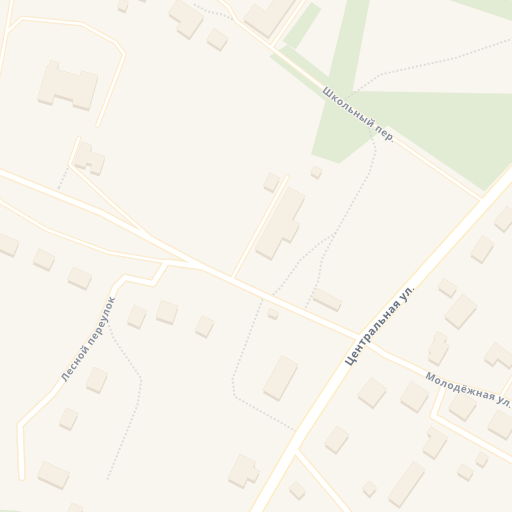 Школьный пер.
Центральная ул.
Лесной переулок
Молодёжная ул.